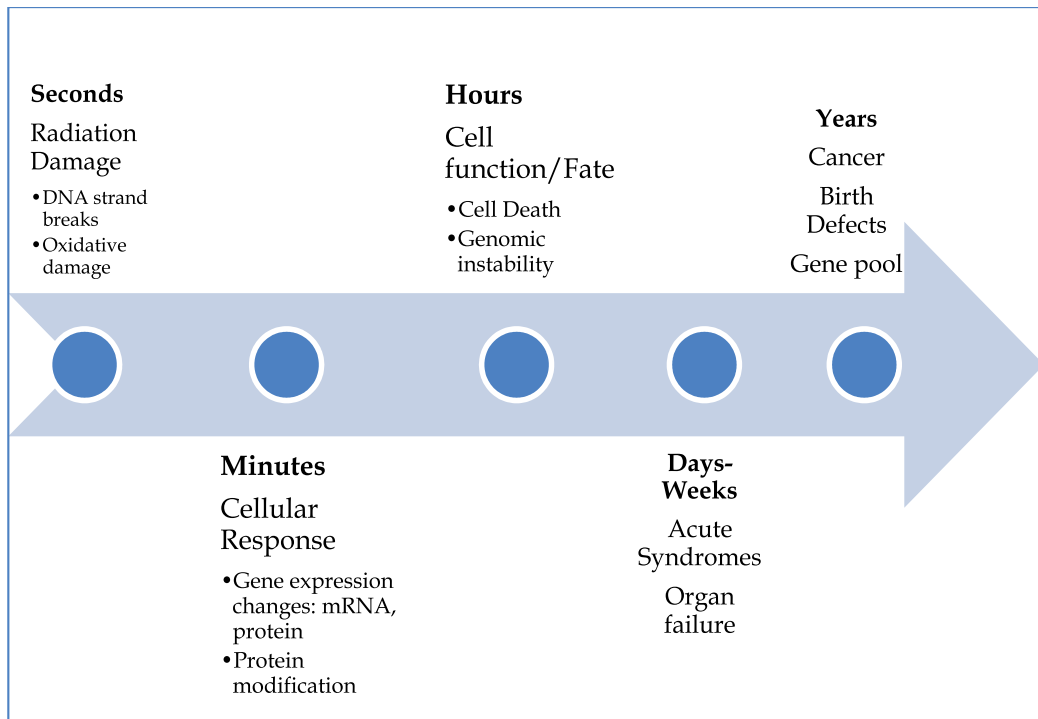 Seconds
Radiation
Damage
•DNA strand
breaks
•Oxidative
damage
Minutes
Cellular
Response
•Gene expression
changes: mRNA,
protein
•Protein
modification
Hours
Cell
function/Fate
•Cell Death
•Genomic
instability
Days-
Weeks
Acute
Syndromes
Organ
failure
Years
Cancer
Birth
Defects
Gene pool